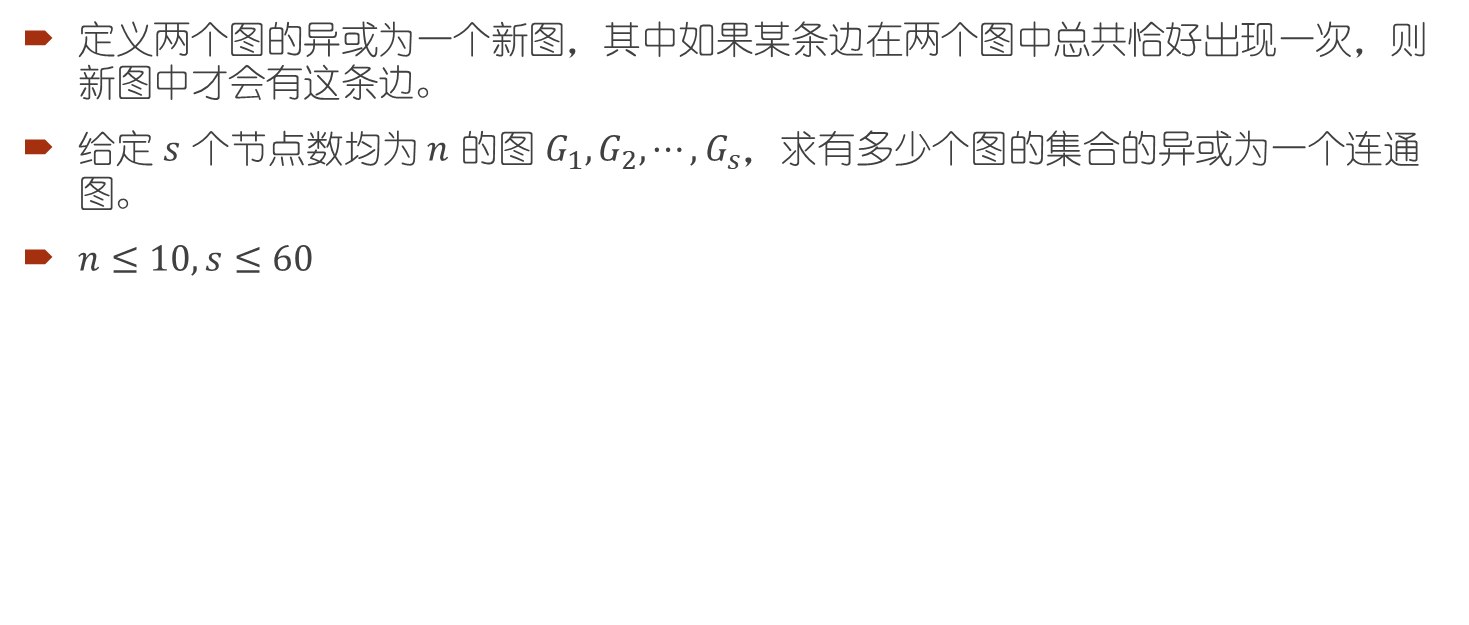 定义两个图的异或为一个新图，其中如果某条边在两个图中总共恰好出现一次，则
新图中才会有这条边。
给定 s 个节点数均为 n 的图 G₁, G₂, ⋯ , Gₛ，求有多少个图的集合的异或为一个连通
图。
n ≤ 10, s ≤ 60